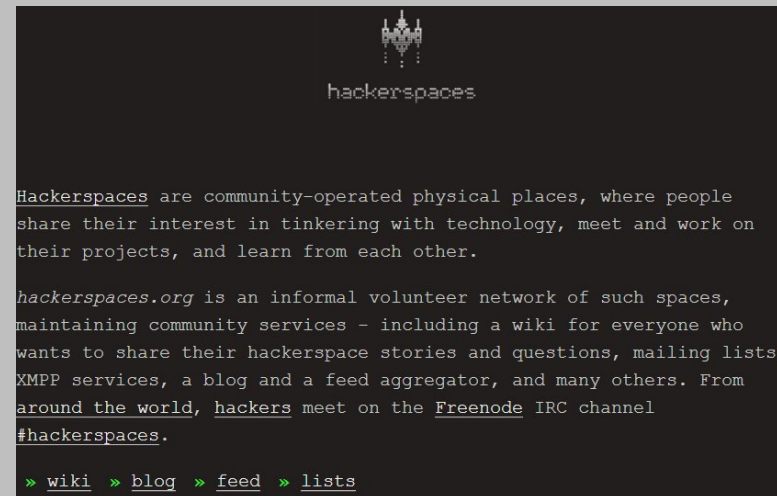 hackerspaces
Hackerspaces are community-operated physical places, where people
share their interest in tinkering with technology, meet and work on
their projects, and learn from each other.
hackerspaces.org is an informal volunteer network of such spaces,
maintaining community services - including a wiki for everyone who
wants to share their hackerspace stories and questions, mailing lists
XMPP services, a blog and a feed aggregator, and many others. From
around the world, hackers meet on the Freenode IRC channel
#hackerspaces.
» wiki » blog » feed » lists